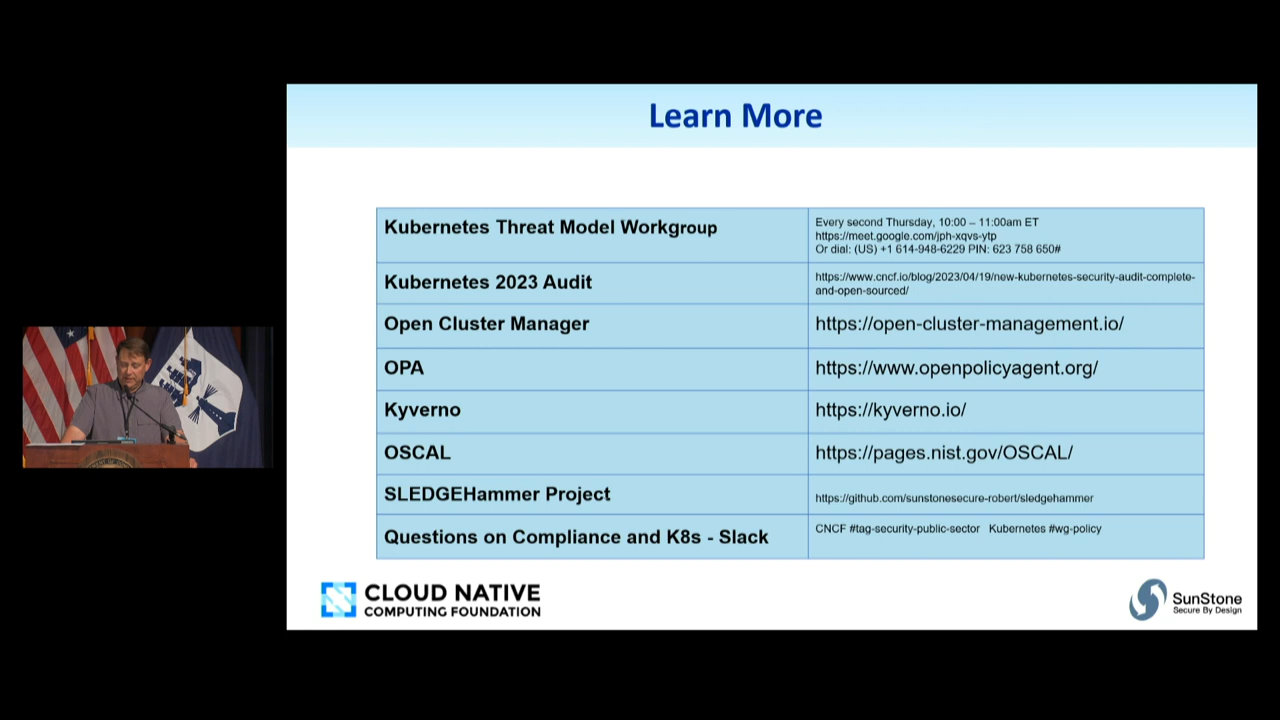 Learn More
Kubernetes Threat Model Workgroup
Every second Thursday, 10:00 – 11:00am ET
https://meet.google.com/jph-xqvs-ytp
Or dial: (US) +1 614-948-6229 PIN: 623 758 650#
Kubernetes 2023 Audit
https://www.cncf.io/blog/2023/04/19/new-kubernetes-security-audit-complete-
and-open-sourced/
Open Cluster Manager
https://open-cluster-management.io/
OPA
https://www.openpolicyagent.org/
Kyverno
https://kyverno.io/
OSCAL
https://pages.nist.gov/OSCAL/
SLEDGEHammer Project
https://github.com/sunstonesecure-robert/sledgehammer
Questions on Compliance and K8s - Slack
CNCF #tag-security-public-sector Kubernetes #wg-policy
CLOUD NATIVE
COMPUTING FOUNDATION
SunStone
Secure By Design